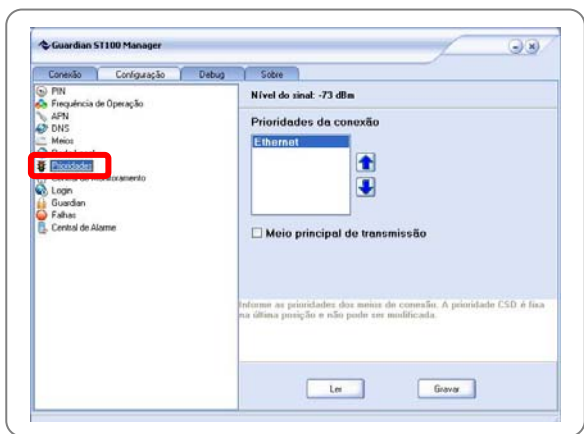 Guardian ST100 Manager
Conexão Configuração Debug Sobre
PIN
Frequência de Operação
APN
DNS
Meios
Prioridades
Monitoramento
Login
Guardian
Falhas
Central de Alarme
Nível do sinal: -73 dBm
Prioridades da conexão
Ethernet
Meio principal de transmissão
Informe as prioridades dos meios de conexão. A prioridade CSD é fixa
na última posição e não pode ser modificada.
Ler Gravar